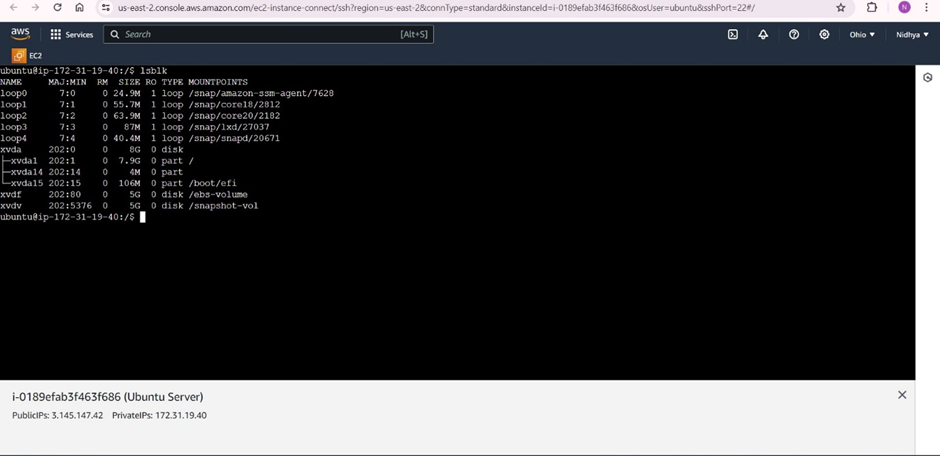 us-east-2.console.aws.amazon.com/ec2-instance-connect/ssh?region=us-east-2&connType=standard&instanceId=i-0189efab3f463f686&osUser=ubuntu&sshPort=22#/
N
aws Services Search [Alt+S] Ohio Nidhya
EC2
ubuntu@ip-172-31-19-40:/$ lsblk
NAME MAJ:MIN RM SIZE RO TYPE MOUNTPOINTS
loop0 7:0 0 24.9M 1 loop /snap/amazon-ssm-agent/7628
loop1 7:1 0 55.7M 1 loop /snap/core18/2812
loop2 7:2 0 63.9M 1 loop /snap/core20/2182
loop3 7:3 0 87M 1 loop /snap/lxd/27037
loop4 7:4 0 40.4M 1 loop /snap/snapd/20671
xvda 202:0 0 8G 0 disk
├─xvda1 202:1 0 7.9G 0 part /
├─xvda14 202:14 0 4M 0 part
└─xvda15 202:15 0 106M 0 part /boot/efi
xvdf 202:80 0 5G 0 disk /ebs-volume
xvdv 202:5376 0 5G 0 disk /snapshot-vol
ubuntu@ip-172-31-19-40:/$
i-0189efab3f463f686 (Ubuntu Server)
PublicIPs: 3.145.147.42 PrivateIPs: 172.31.19.40